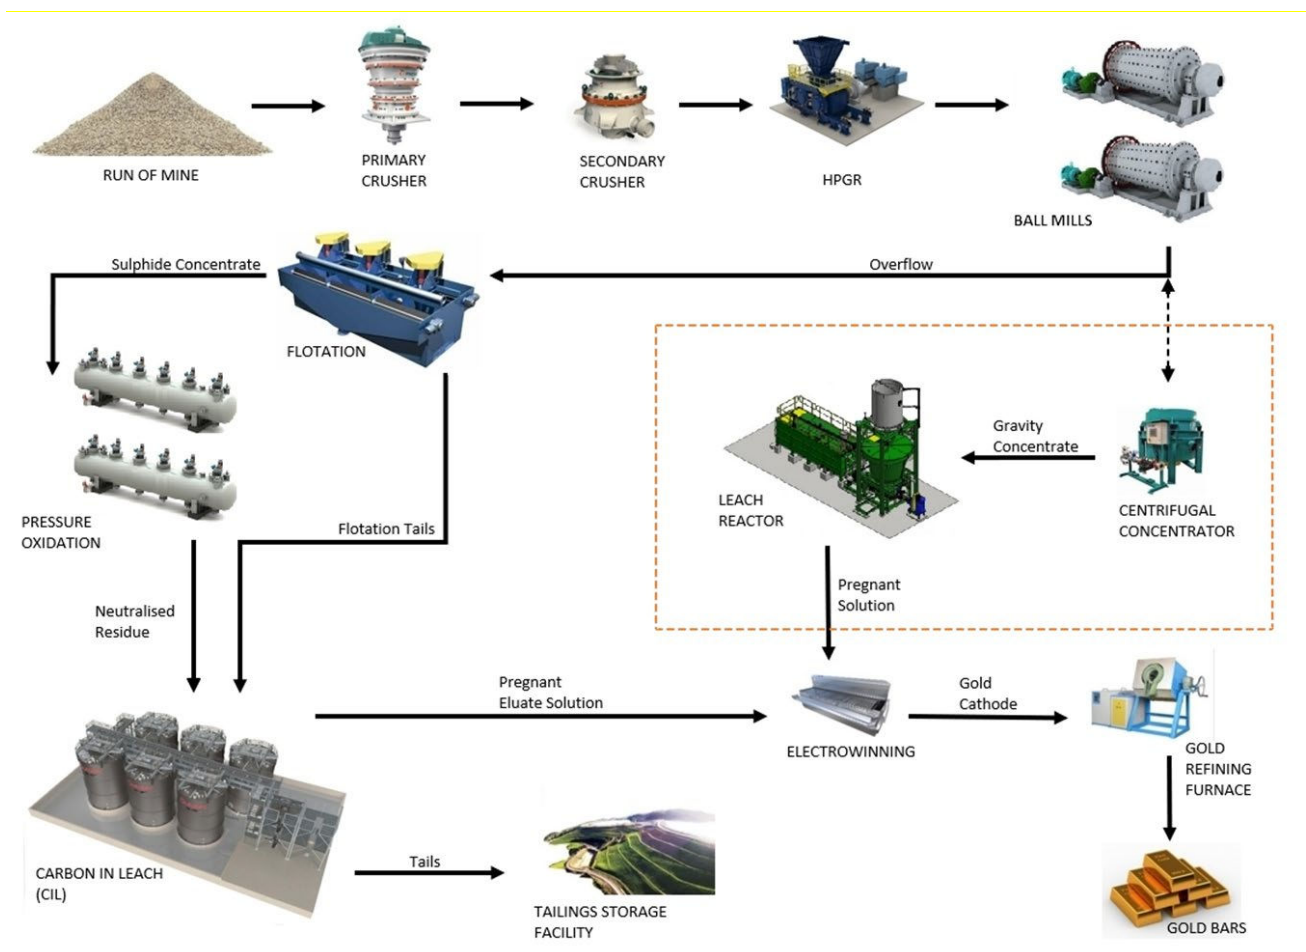 RUN OF MINE
PRIMARY
CRUSHER
SECONDARY
CRUSHER
HPGR
BALL MILLS
Sulphide Concentrate
Overflow
FLOTATION
Gravity
Concentrate
LEACH
REACTOR
CENTRIFUGAL
CONCENTRATOR
PRESSURE
OXIDATION
Flotation Tails
Neutralised
Residue
Pregnant
Solution
Pregnant
Eluate Solution
Gold
Cathode
ELECTROWINNING
GOLD
REFINING
FURNACE
CARBON IN LEACH
(CIL)
Tails
TAILINGS STORAGE
FACILITY
GOLD BARS